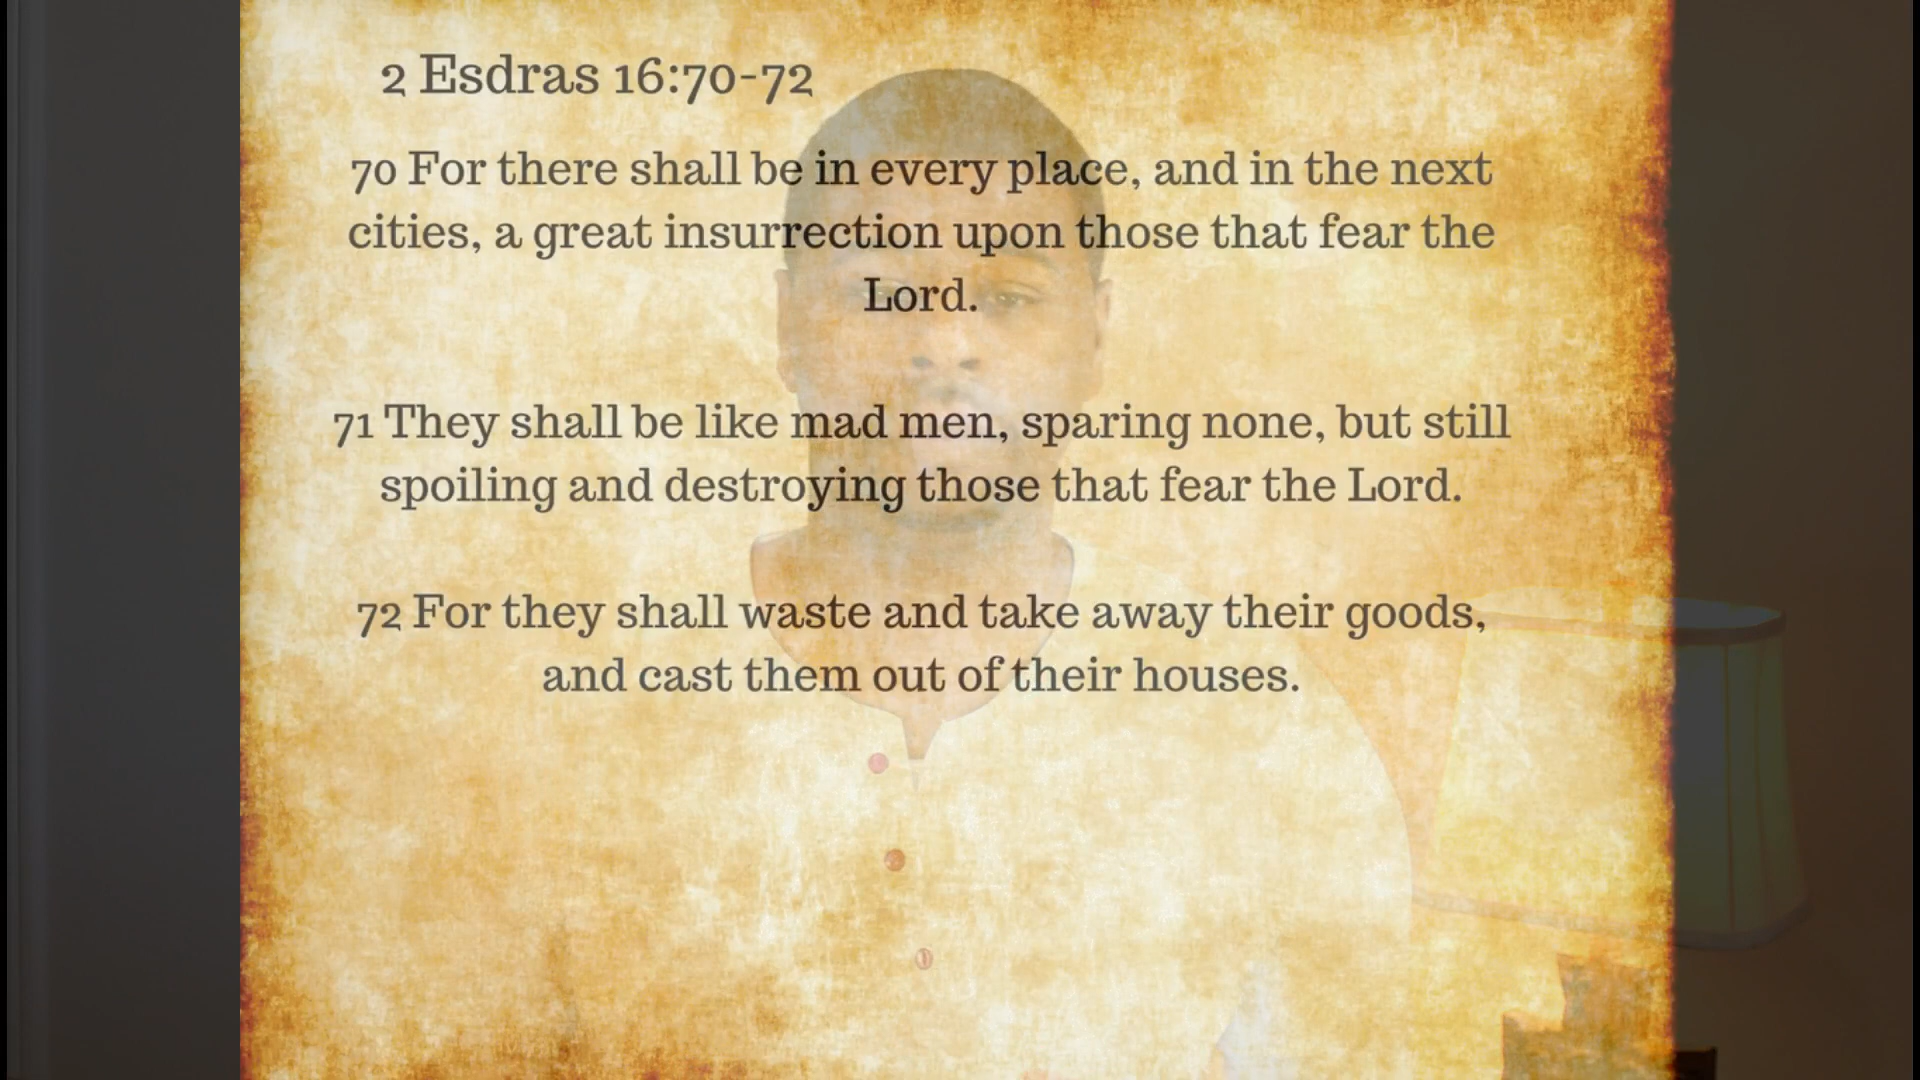 2 Esdras 16:70-72
70 For there shall be in every place, and in the next
cities, a great insurrection upon those that fear the
Lord.
71 They shall be like mad men, sparing none, but still
spoiling and destroying those that fear the Lord.
72 For they shall waste and take away their goods,
and cast them out of their houses.